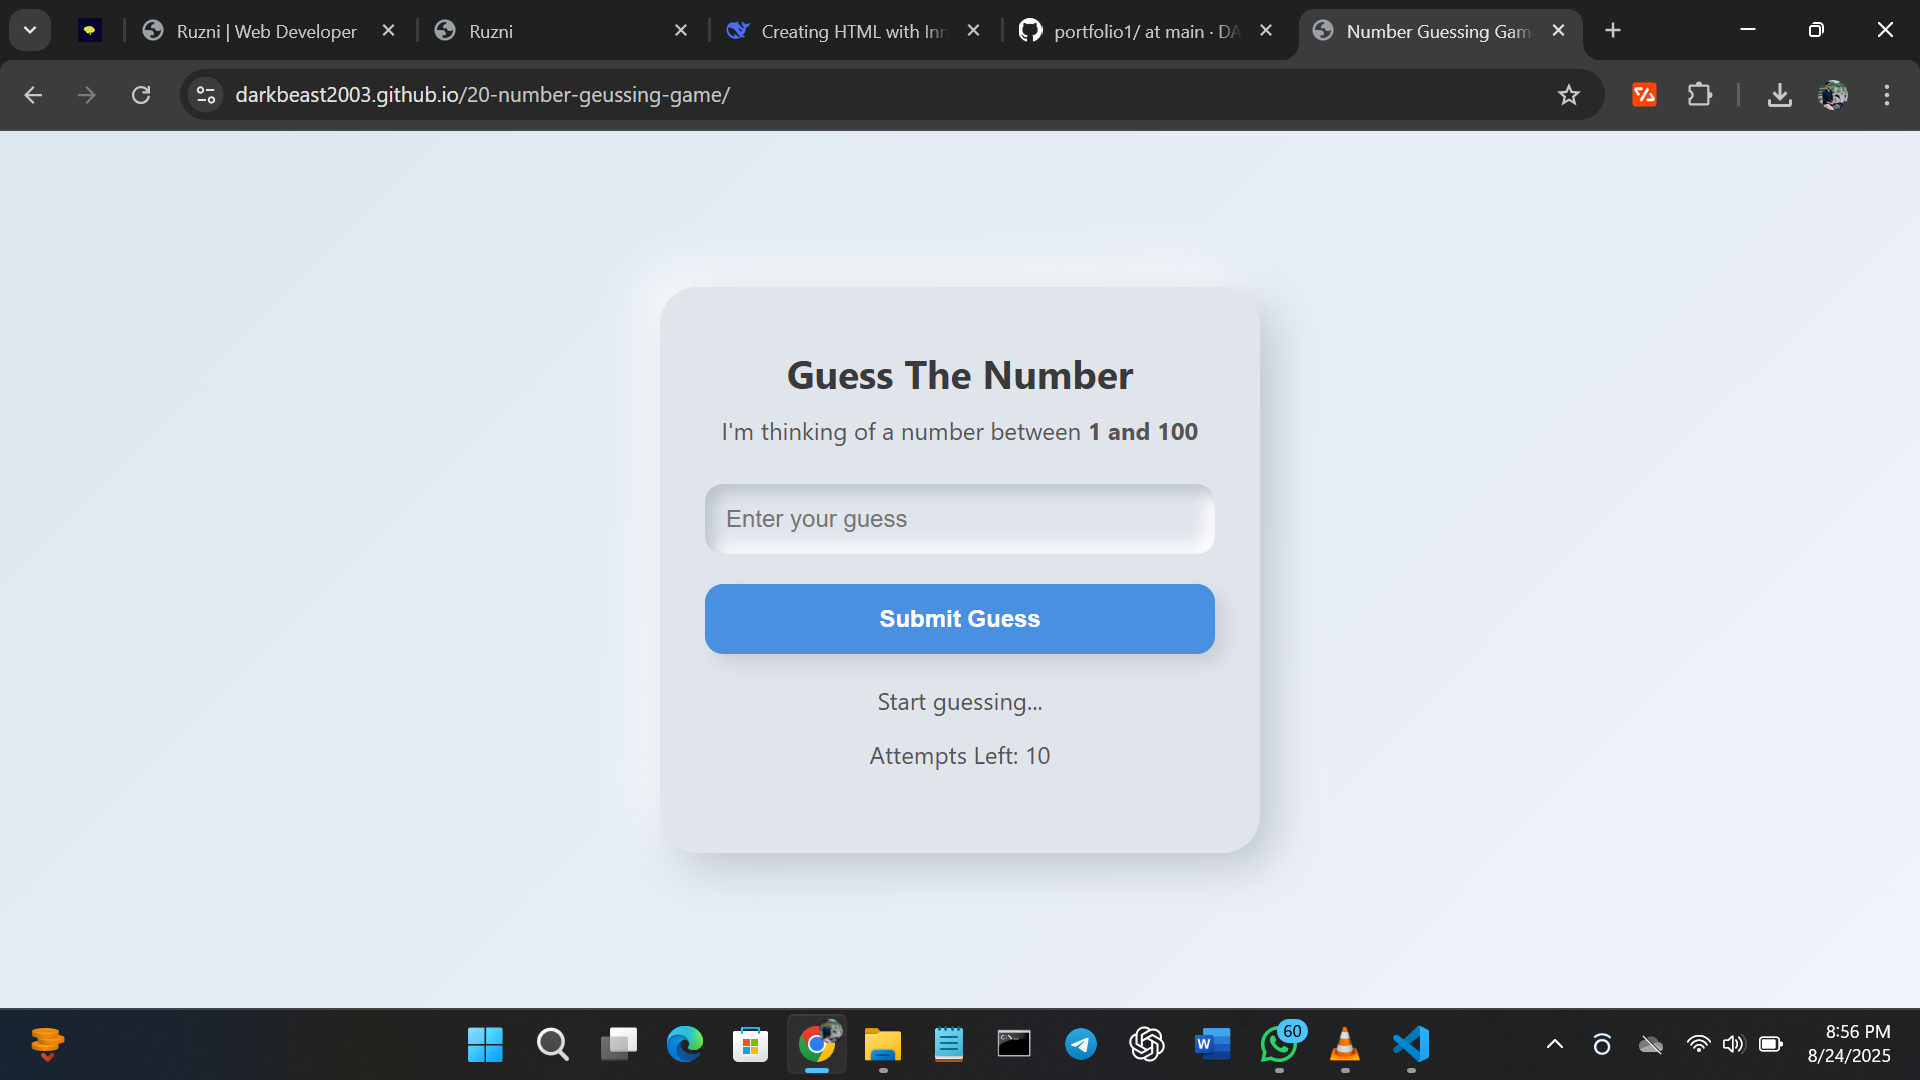 Ruzni | Web Developer
Ruzni
Creating HTML with Inn
portfolio1/ at main · DA
Number Guessing Gam
darkbeast2003.github.io/20-number-geussing-game/
Guess The Number
I'm thinking of a number between 1 and 100
Enter your guess
Submit Guess
Start guessing...
Attempts Left: 10
60
8:56 PM
8/24/2025